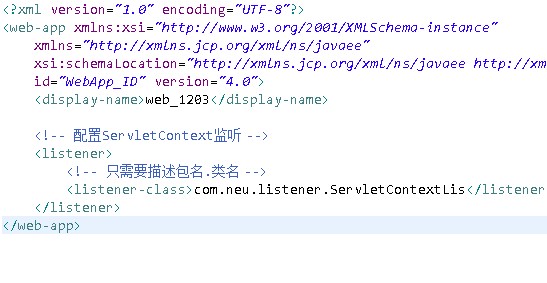 <?xml version="1.0" encoding="UTF-8"?>
<web-app xmlns:xsi="http://www.w3.org/2001/XMLSchema-instance"
xmlns="http://xmlns.jcp.org/xml/ns/javaee"
xsi:schemaLocation="http://xmlns.jcp.org/xml/ns/javaee http://xm
id="WebApp_ID" version="4.0">
<display-name>web_1203</display-name>
<!-- 配置ServletContext监听 -->
<listener>
<!-- 只需要描述包名.类名 -->
<listener-class>com.neu.listener.ServletContextLis</listener
</listener>
</web-app>